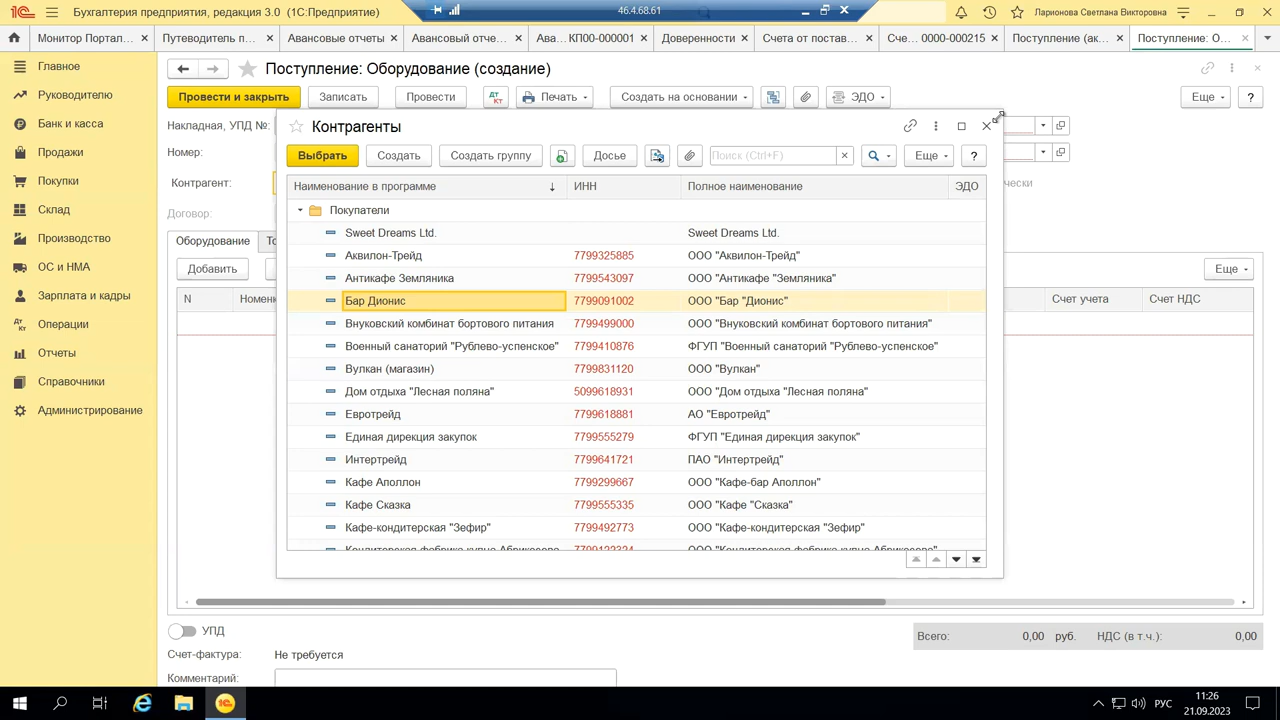 Бухгалтерия предприятия, редакция 3.0 (1С:Предприятие)
46.4.68.61
Ларионова Светлана Викторовна
Монитор Портал...
Путеводитель п...
Авансовые отчеты
Авансовый отче...
Ава... КП00-000001
Доверенности
Счета от постав...
Сче... 0000-000215
Поступление (ак...
Поступление: О...
Главное
Руководителю
Банк и касса
Продажи
Покупки
Склад
Производство
ОС и НМА
Зарплата и кадры
Операции
Отчеты
Справочники
Администрирование
Поступление: Оборудование (создание)
Провести и закрыть
Записать
Провести
Дт
Кт
Печать
Создать на основании
ЭДО
Еще
?
Накладная, УПД №:
Номер:
Контрагент:
Договор:
чески
Оборудование
То
Добавить
Еще
N
Номен
Счет учета
Счет НДС
Контрагенты
Выбрать
Создать
Создать группу
Досье
Поиск (Ctrl+F)
Еще
?
Наименование в программе ↓ ИНН Полное наименование ЭДО
Покупатели
Sweet Dreams Ltd. Sweet Dreams Ltd.
Аквилон-Трейд 7799325885 ООО "Аквилон-Трейд"
Антикафе Земляника 7799543097 ООО "Антикафе "Земляника"
Бар Дионис 7799091002 ООО "Бар "Дионис"
Внуковский комбинат бортового питания 7799499000 ООО "Внуковский комбинат бортового питания"
Военный санаторий "Рублево-успенское" 7799410876 ФГУП "Военный санаторий "Рублево-успенское"
Вулкан (магазин) 7799831120 ООО "Вулкан"
Дом отдыха "Лесная поляна" 5099618931 ООО "Дом отдыха "Лесная поляна"
Евротрейд 7799618881 АО "Евротрейд"
Единая дирекция закупок 7799555279 ФГУП "Единая дирекция закупок"
Интертрейд 7799641721 ПАО "Интертрейд"
Кафе Аполлон 7799299667 ООО "Кафе-бар Аполлон"
Кафе Сказка 7799555335 ООО "Кафе "Сказка"
Кафе-кондитерская "Зефир" 7799492773 ООО "Кафе-кондитерская "Зефир"
УПД
Всего: 0,00 руб. НДС (в т.ч.): 0,00
Счет-фактура: Не требуется
Комментарий:
РУС
11:26
21.09.2023